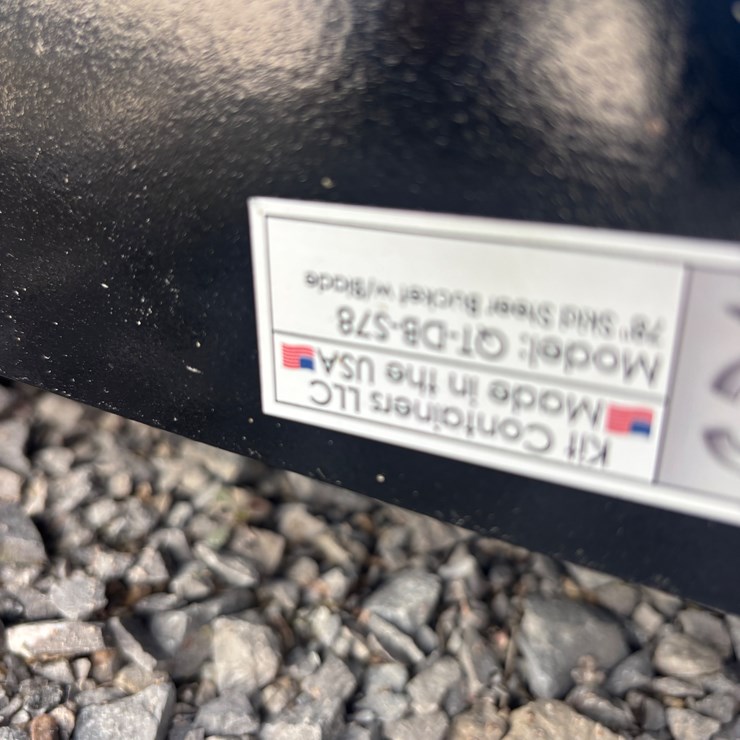 Kit Containers LLC
Made in the USA
Model: QT-DB-S78
78" Skid Steer Bucket w/Blade